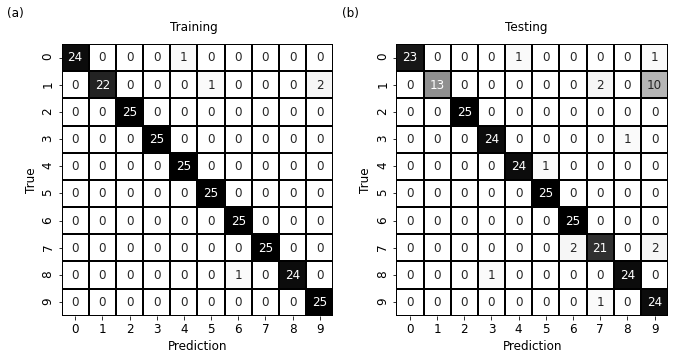 (a)
Training
0 24 0 0 0 1 0 0 0 0 0
1 0 22 0 0 0 1 0 0 0 2
2 0 0 25 0 0 0 0 0 0 0
3 0 0 0 25 0 0 0 0 0 0
4 0 0 0 0 25 0 0 0 0 0
5 0 0 0 0 0 25 0 0 0 0
6 0 0 0 0 0 0 25 0 0 0
7 0 0 0 0 0 0 0 25 0 0
8 0 0 0 0 0 0 1 0 24 0
9 0 0 0 0 0 0 0 0 0 25
0 1 2 3 4 5 6 7 8 9
True
Prediction
(b)
Testing
0 23 0 0 0 1 0 0 0 0 1
1 0 13 0 0 0 0 0 2 0 10
2 0 0 25 0 0 0 0 0 0 0
3 0 0 0 24 0 0 0 0 1 0
4 0 0 0 0 24 1 0 0 0 0
5 0 0 0 0 0 25 0 0 0 0
6 0 0 0 0 0 0 25 0 0 0
7 0 0 0 0 0 0 2 21 0 2
8 0 0 0 1 0 0 0 0 24 0
9 0 0 0 0 0 0 0 1 0 24
0 1 2 3 4 5 6 7 8 9
True
Prediction